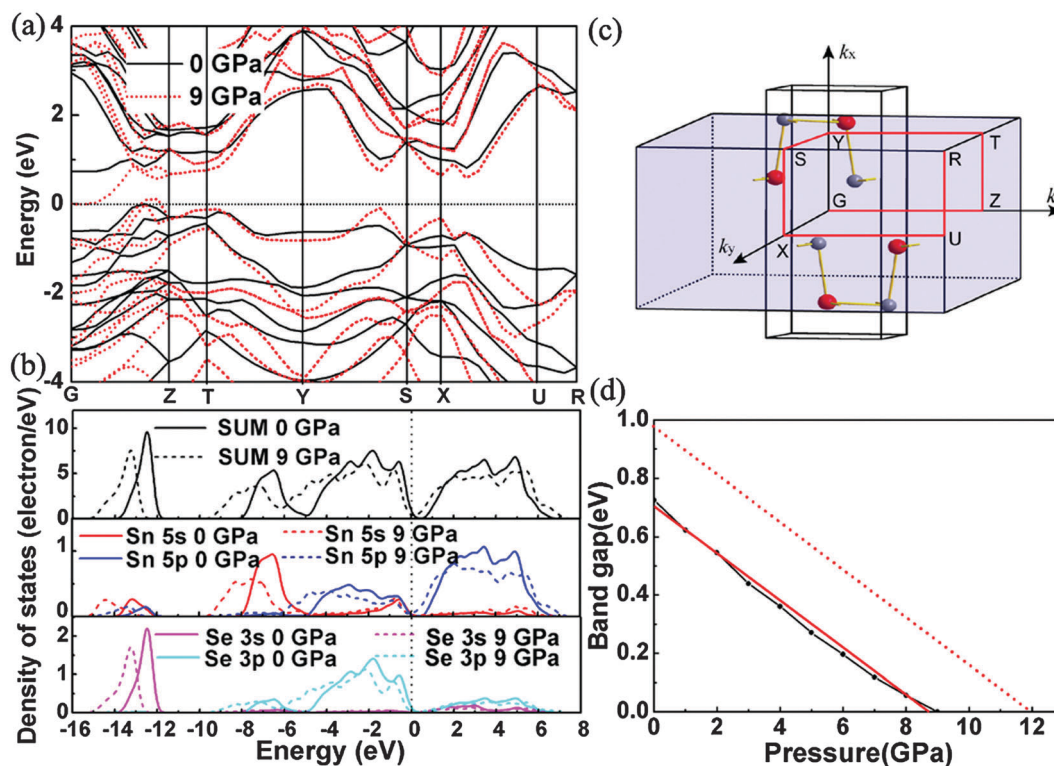 (a)
4
2
0
-2
-4
Energy (eV)
0 GPa
9 GPa
G Z T Y S X U R
(c)
kx
ky
k
S Y T R
G Z
X U
(b)
Density of states (electron/eV)
10
5
0
SUM 0 GPa
SUM 9 GPa
1
0
Sn 5s 0 GPa Sn 5s 9 GPa
Sn 5p 0 GPa Sn 5p 9 GPa
2
1
0
Se 3s 0 GPa Se 3s 9 GPa
Se 3p 0 GPa Se 3p 9 GPa
-16 -14 -12 -10 -8 -6 -4 -2 0 2 4 6 8
Energy (eV)
(d)
1.0
0.8
0.6
0.4
0.2
0.0
Band gap(eV)
0 2 4 6 8 10 12
Pressure(GPa)